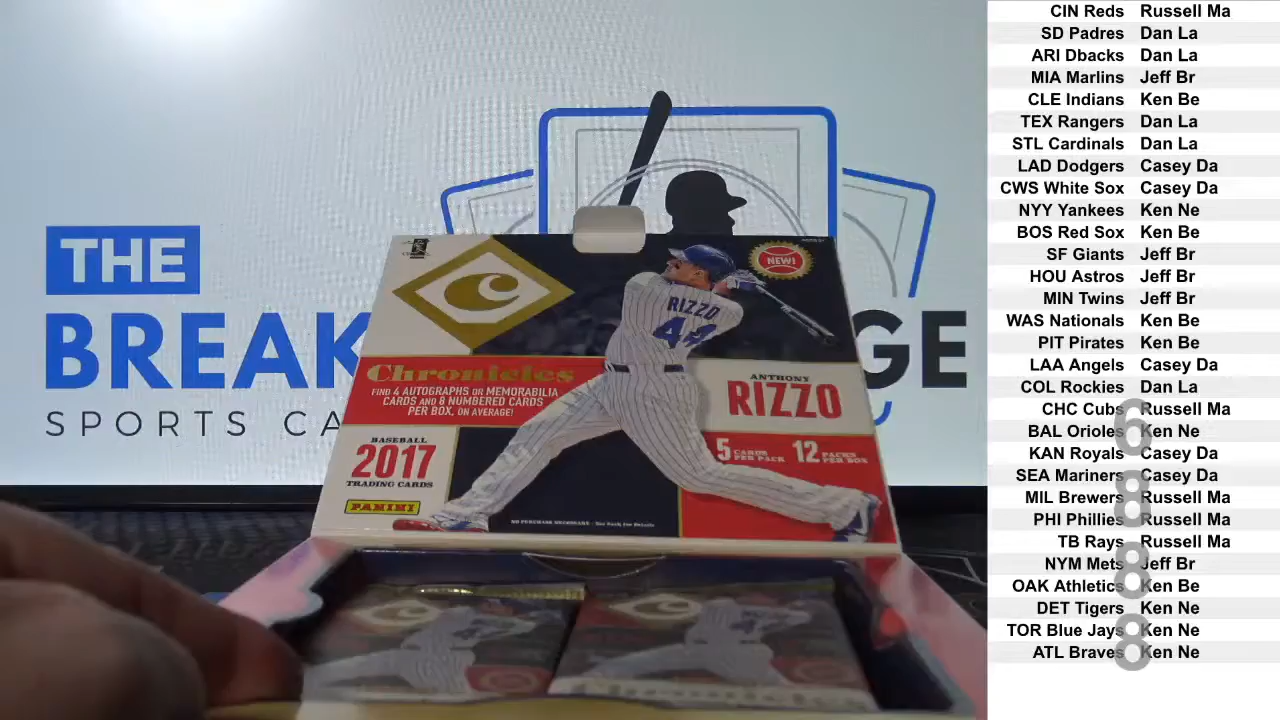 THE
BREAK
GE
SPORTS CA
NEW!
RIZZO
44
Chronicles
FIND 4 AUTOGRAPHS OR MEMORABILIA
CARDS AND 8 NUMBERED CARDS
PER BOX, ON AVERAGE!
ANTHONY
RIZZO
5 CARDS PER PACK 12 PACKS PER BOX
BASEBALL
2017
TRADING CARDS
PANINI
Chronicles
CIN Reds Russell Ma
SD Padres Dan La
ARI Dbacks Dan La
MIA Marlins Jeff Br
CLE Indians Ken Be
TEX Rangers Dan La
STL Cardinals Dan La
LAD Dodgers Casey Da
CWS White Sox Casey Da
NYY Yankees Ken Ne
BOS Red Sox Ken Be
SF Giants Jeff Br
HOU Astros Jeff Br
MIN Twins Jeff Br
WAS Nationals Ken Be
PIT Pirates Ken Be
LAA Angels Casey Da
COL Rockies Dan La
CHC Cubs Russell Ma
BAL Orioles Ken Ne
KAN Royals Casey Da
SEA Mariners Casey Da
MIL Brewers Russell Ma
PHI Phillies Russell Ma
TB Rays Russell Ma
NYM Mets Jeff Br
OAK Athletics Ken Be
DET Tigers Ken Ne
TOR Blue Jays Ken Ne
ATL Braves Ken Ne